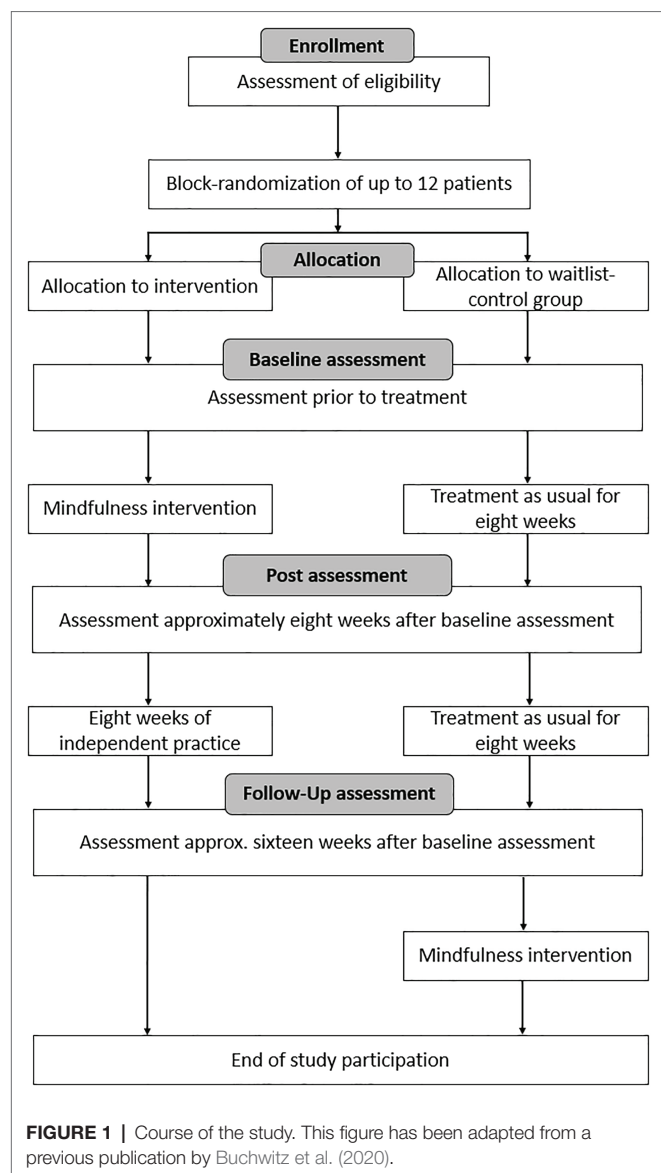 Enrollment
Assessment of eligibility
Block-randomization of up to 12 patients
Allocation
Allocation to intervention
Allocation to waitlist-
control group
Baseline assessment
Assessment prior to treatment
Mindfulness intervention
Treatment as usual for
eight weeks
Post assessment
Assessment approximately eight weeks after baseline assessment
Eight weeks of
independent practice
Treatment as usual for
eight weeks
Follow-Up assessment
Assessment approx. sixteen weeks after baseline assessment
Mindfulness intervention
End of study participation
FIGURE 1 | Course of the study. This figure has been adapted from a
previous publication by Buchwitz et al. (2020).